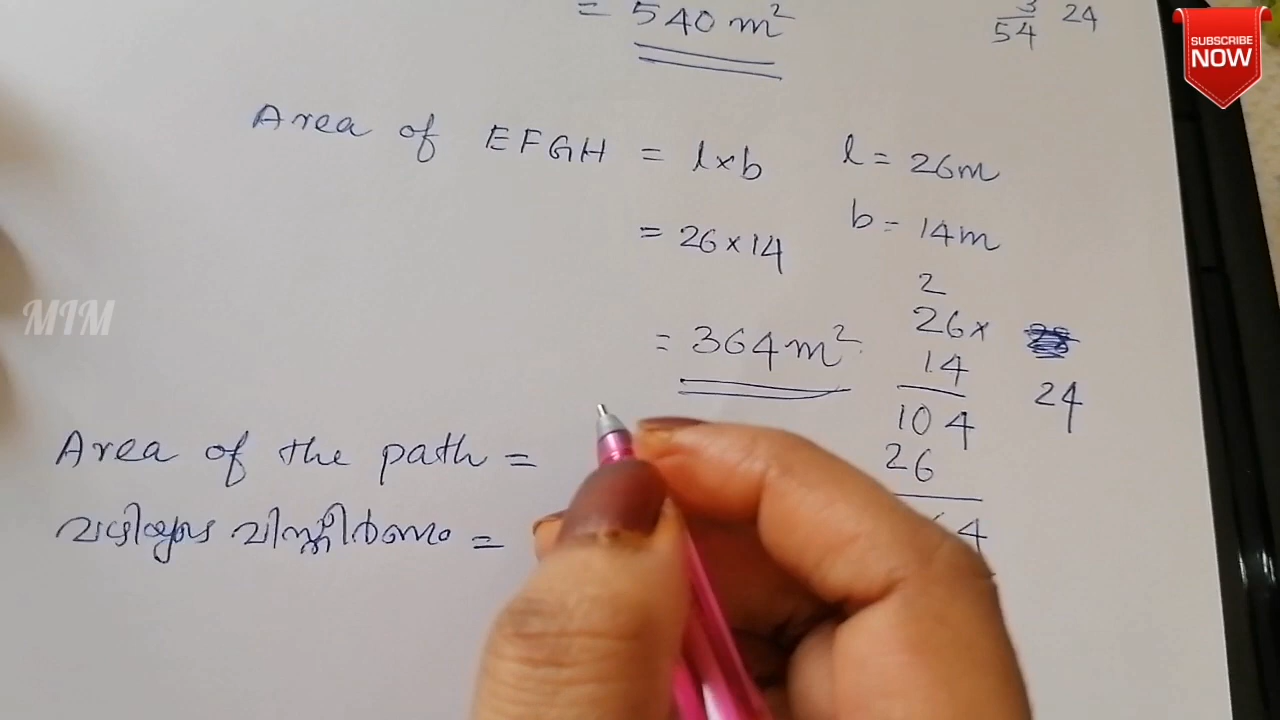 = 540 m²
3
54 24
SUBSCRIBE
NOW
Area of EFGH = l×b l = 26m
= 26×14 b = 14m
2
26×
= 364 m²
14
24
104
26
64
Area of the path =
വഴിയുടെ വിസ്തീർണം =
MIM